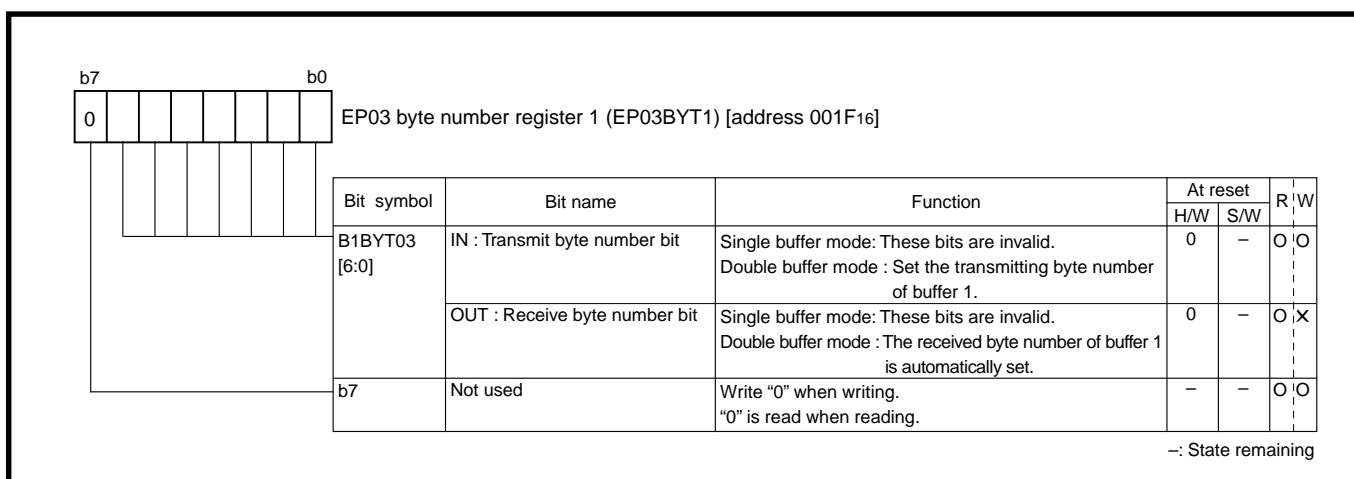 b7 b0
0 EP03 byte number register 1 (EP03BYT1) [address 001F16]
Bit symbol Bit name Function At reset R W
H/W S/W
B1BYT03 IN : Transmit byte number bit Single buffer mode: These bits are invalid. 0 – O O
[6:0] Double buffer mode : Set the transmitting byte number
of buffer 1.
OUT : Receive byte number bit Single buffer mode: These bits are invalid. 0 – O ×
Double buffer mode : The received byte number of buffer 1
is automatically set.
b7 Not used Write “0” when writing. – – O O
“0” is read when reading.
–: State remaining